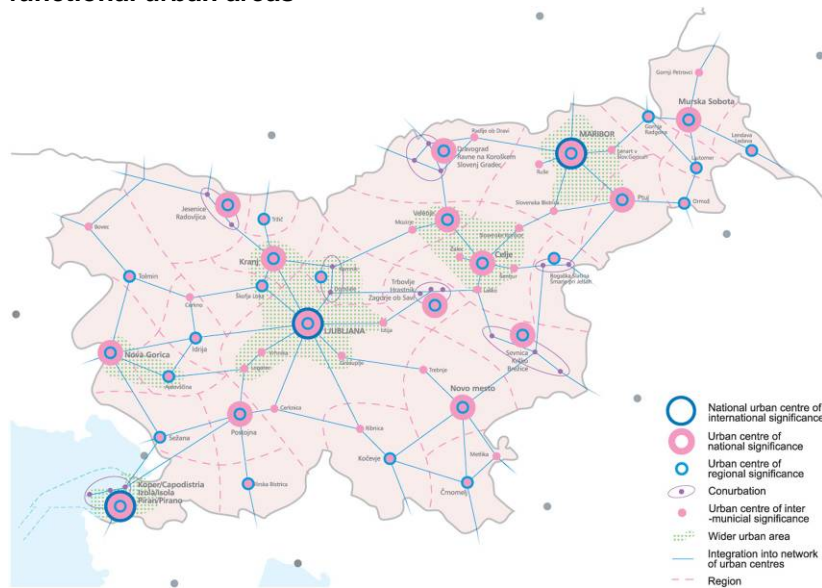 functional urban areas
Gornji Petrovci
Murska Sobota
MARIBOR
Radlje ob Dravi
Gornja
Radgona
Lenart v
Slov.Goricah
Lendava
Ljutomer
Dravograd
Ravne na Koroškem
Slovenj Gradec
Ruše
Slovenska Bistrica
Ptuj
Ormož
Jesenice
Radovljica
Tržič
Velenje
Mozirje
Bovec
Kranj
Kamnik
Žalec
Celje
Šentjur
Rogaška Slatina
Šmarje pri Jelšah
Tolmin
Škofja Loka
Domžale
Trbovlje
Hrastnik
Zagorje ob Savi
Laško
Cerkno
LJUBLJANA
Litija
Sevnica
Krško
Brežice
Nova Gorica
Idrija
Vrhnika
Grosuplje
Ajdovščina
Logatec
Trebnje
Novo mesto
Postojna
Cerknica
Ribnica
Sežana
Metlika
Kočevje
Koper/Capodistria
Izola/Isola
Piran/Pirano
Ilirska Bistrica
Črnomelj
National urban centre of
international significance
Urban centre of
national significance
Urban centre of
regional significance
Conurbation
Urban centre of inter
-municial significance
Wider urban area
Integration into network
of urban centres
Region